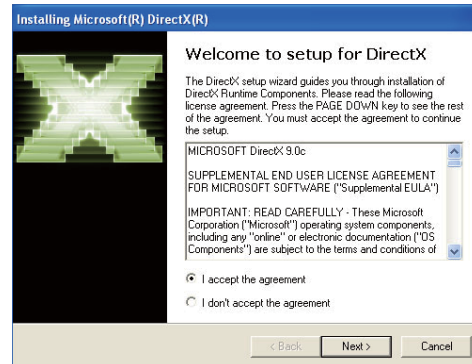 Installing Microsoft(R) DirectX(R)
Welcome to setup for DirectX
The DirectX setup wizard guides you through installation of
DirectX Runtime Components. Please read the following
license agreement. Press the PAGE DOWN key to see the rest
of the agreement. You must accept the agreement to continue
the setup.
MICROSOFT DirectX 9.0c
SUPPLEMENTAL END USER LICENSE AGREEMENT
FOR MICROSOFT SOFTWARE ("Supplemental EULA")
IMPORTANT: READ CAREFULLY - These Microsoft
Corporation ("Microsoft") operating system components,
including any "online" or electronic documentation ("OS
Components") are subject to the terms and conditions of
I accept the agreement
I don't accept the agreement
< Back
Next >
Cancel